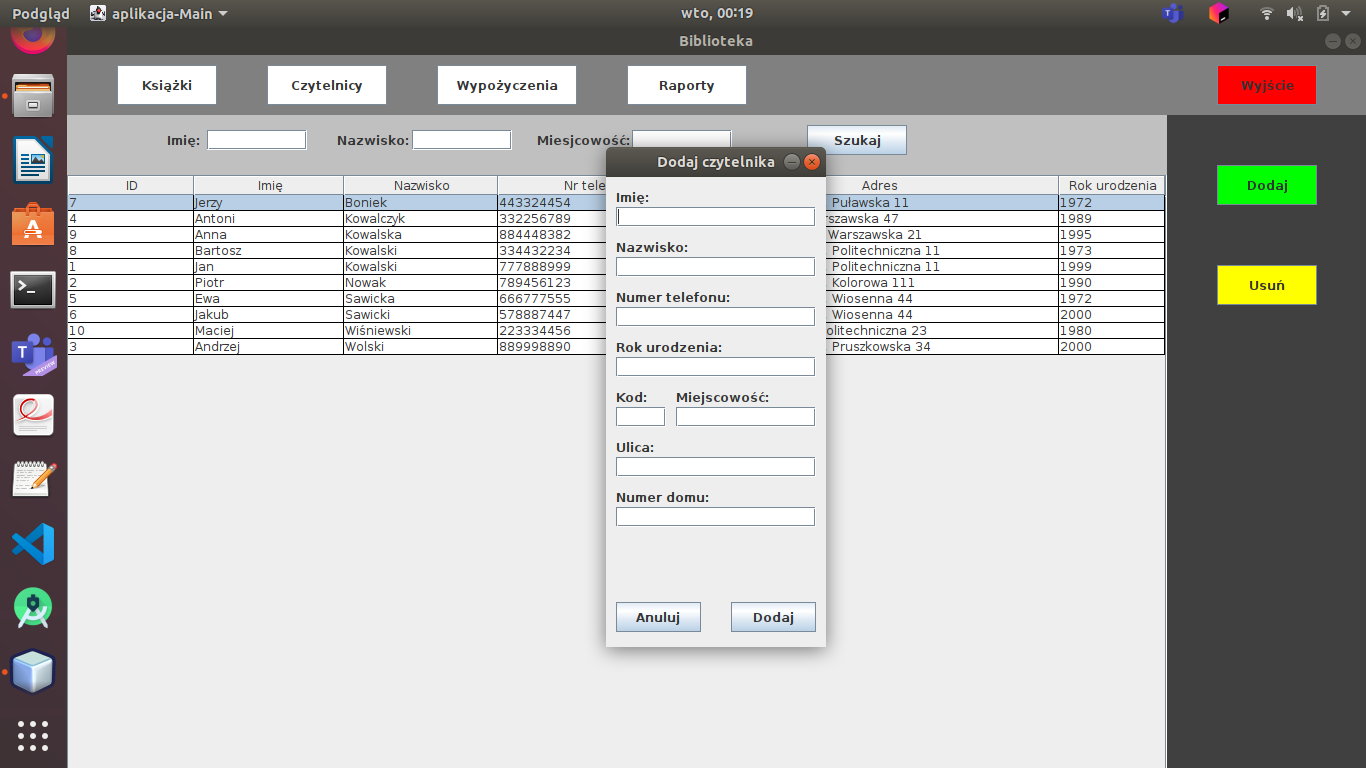 Podgląd aplikacja-Main wto, 00:19
Biblioteka
Książki Czytelnicy Wypożyczenia Raporty Wyjście
Imię: Nazwisko: Miesjcowość: Szukaj
Dodaj czytelnika
ID Imię Nazwisko Nr tele Adres Rok urodzenia
7 Jerzy Boniek 443324454 Puławska 11 1972
4 Antoni Kowalczyk 332256789 rszawska 47 1989
9 Anna Kowalska 884448382 Warszawska 21 1995
8 Bartosz Kowalski 334432234 Politechniczna 11 1973
1 Jan Kowalski 777888999 Politechniczna 11 1999
2 Piotr Nowak 789456123 Kolorowa 111 1990
5 Ewa Sawicka 666777555 Wiosenna 44 1972
6 Jakub Sawicki 578887447 Wiosenna 44 2000
10 Maciej Wiśniewski 223334456 olitechniczna 23 1980
3 Andrzej Wolski 889998890 Pruszkowska 34 2000
Imię:
Nazwisko:
Numer telefonu:
Rok urodzenia:
Kod: Miejscowość:
Ulica:
Numer domu:
Anuluj Dodaj
Dodaj
Usuń
T
PREVIEW